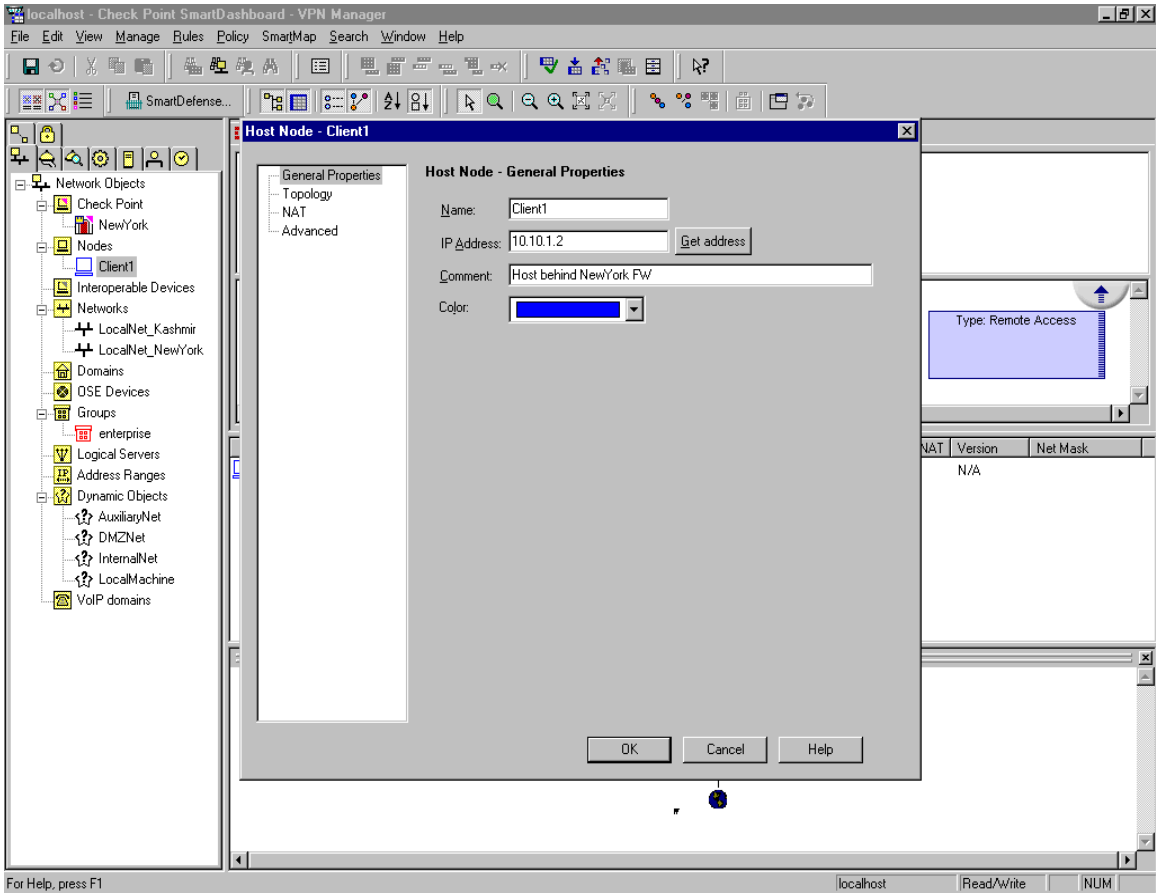 localhost - Check Point SmartDashboard - VPN Manager
File Edit View Manage Rules Policy SmartMap Search Window Help
SmartDefense...
Host Node - Client1
Network Objects
Check Point
NewYork
Nodes
Client1
Interoperable Devices
Networks
LocalNet_Kashmir
LocalNet_NewYork
Domains
OSE Devices
Groups
enterprise
Logical Servers
Address Ranges
Dynamic Objects
AuxiliaryNet
DMZNet
InternalNet
LocalMachine
VoIP domains
General Properties
Topology
NAT
Advanced
Host Node - General Properties
Name: Client1
IP Address: 10.10.1.2 Get address
Comment: Host behind NewYork FW
Color:
OK Cancel Help
Type: Remote Access
NAT Version Net Mask
N/A
For Help, press F1 localhost Read/Write NUM